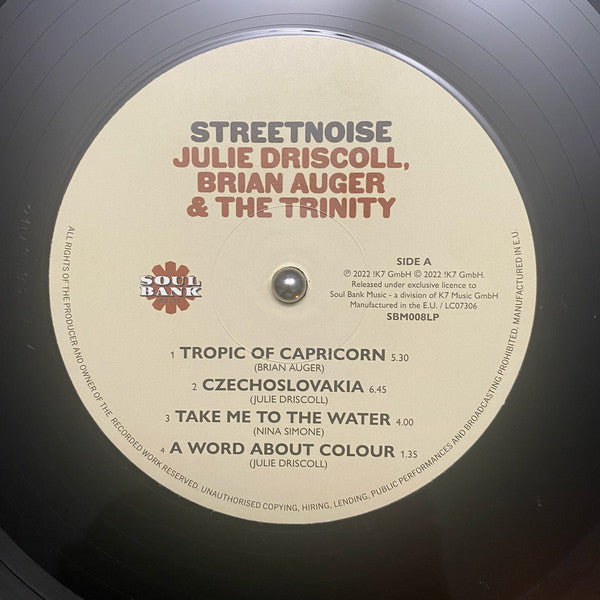 STREETNOISE
JULIE DRISCOLL,
BRIAN AUGER
& THE TRINITY
SOUL
BANK
SIDE A
℗ 2022 !K7 GmbH © 2022 !K7 GmbH.
Released under exclusive licence to
Soul Bank Music - a division of K7 Music GmbH
Manufactured in the E.U. / LC07306
SBM008LP
1 TROPIC OF CAPRICORN 5.30
(BRIAN AUGER)
2 CZECHOSLOVAKIA 6.45
(JULIE DRISCOLL)
3 TAKE ME TO THE WATER 4.00
(NINA SIMONE)
4 A WORD ABOUT COLOUR 1.35
(JULIE DRISCOLL)
ALL RIGHTS OF THE PRODUCER AND OWNER OF THE RECORDED WORK RESERVED. UNAUTHORISED COPYING, HIRING, LENDING, PUBLIC PERFORMANCES AND BROADCASTING PROHIBITED. MANUFACTURED IN E.U.